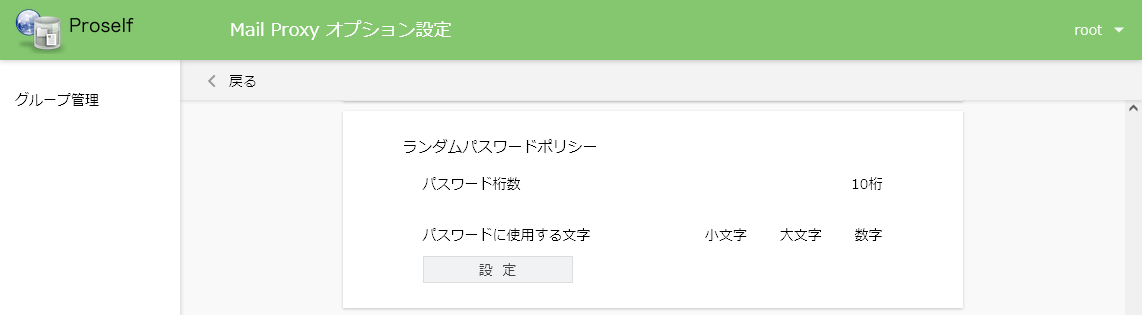 Proself
Mail Proxy オプション設定
root
グループ管理
戻る
ランダムパスワードポリシー
パスワード桁数 10桁
パスワードに使用する文字 小文字 大文字 数字
設 定